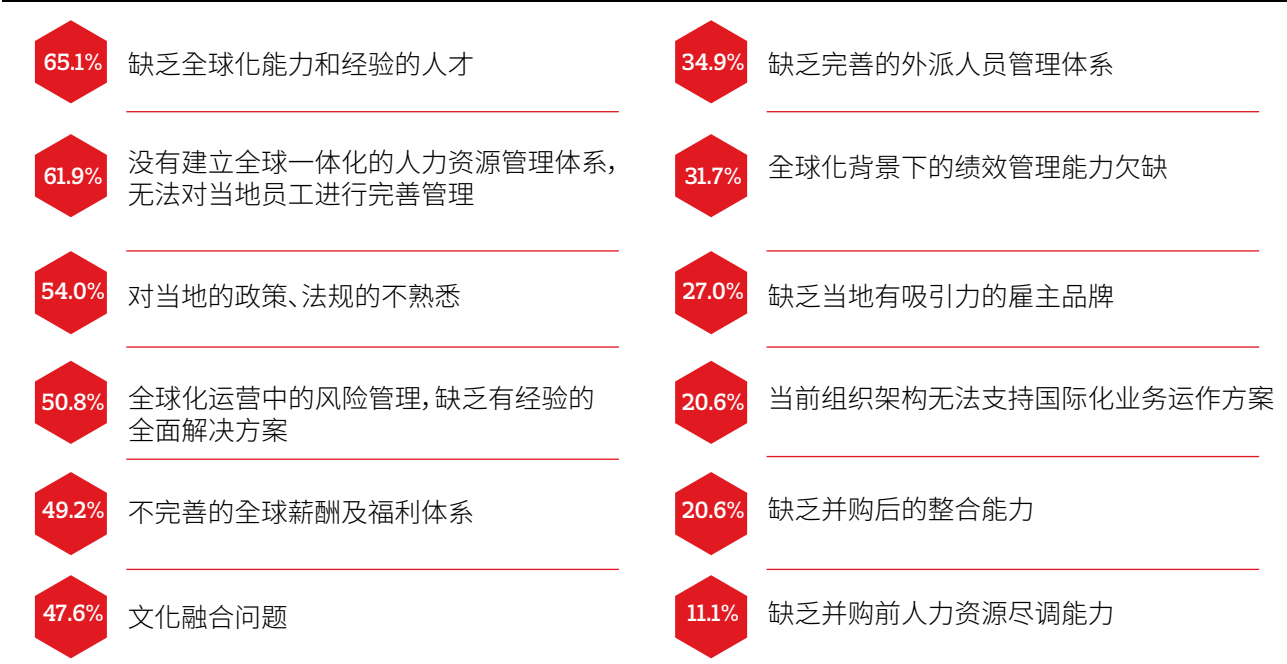 65.1%
缺乏全球化能力和经验的人才
61.9%
没有建立全球一体化的人力资源管理体系,
无法对当地员工进行完善管理
54.0%
对当地的政策、法规的不熟悉
50.8%
全球化运营中的风险管理,缺乏有经验的
全面解决方案
49.2%
不完善的全球薪酬及福利体系
47.6%
文化融合问题
34.9%
缺乏完善的外派人员管理体系
31.7%
全球化背景下的绩效管理能力欠缺
27.0%
缺乏当地有吸引力的雇主品牌
20.6%
当前组织架构无法支持国际化业务运作方案
20.6%
缺乏并购后的整合能力
11.1%
缺乏并购前人力资源尽调能力